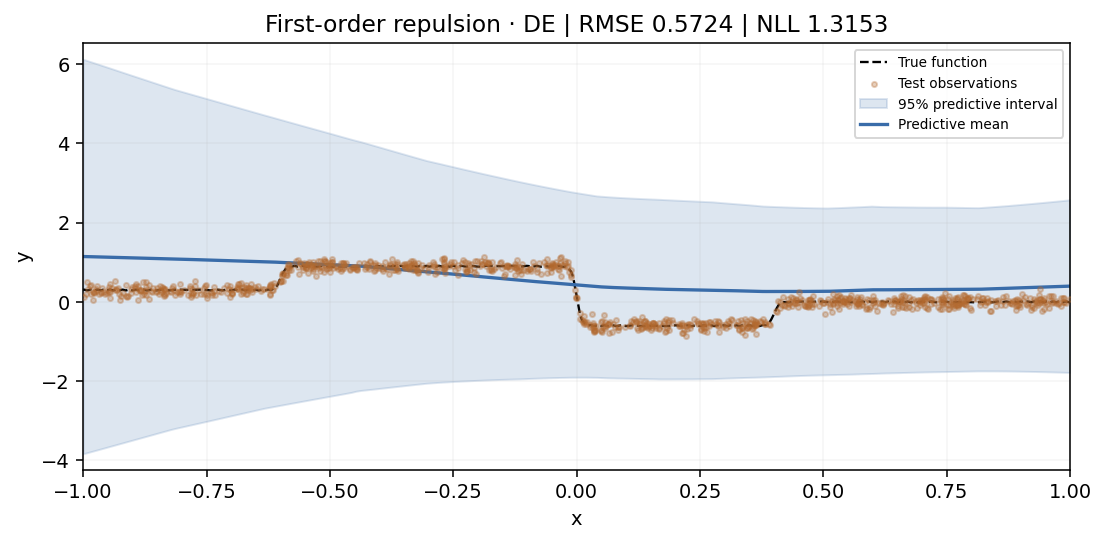 First-order repulsion · DE | RMSE 0.5724 | NLL 1.3153
True function
Test observations
95% predictive interval
Predictive mean
6
4
2
0
−2
−4
y
−1.00 −0.75 −0.50 −0.25 0.00 0.25 0.50 0.75 1.00
x